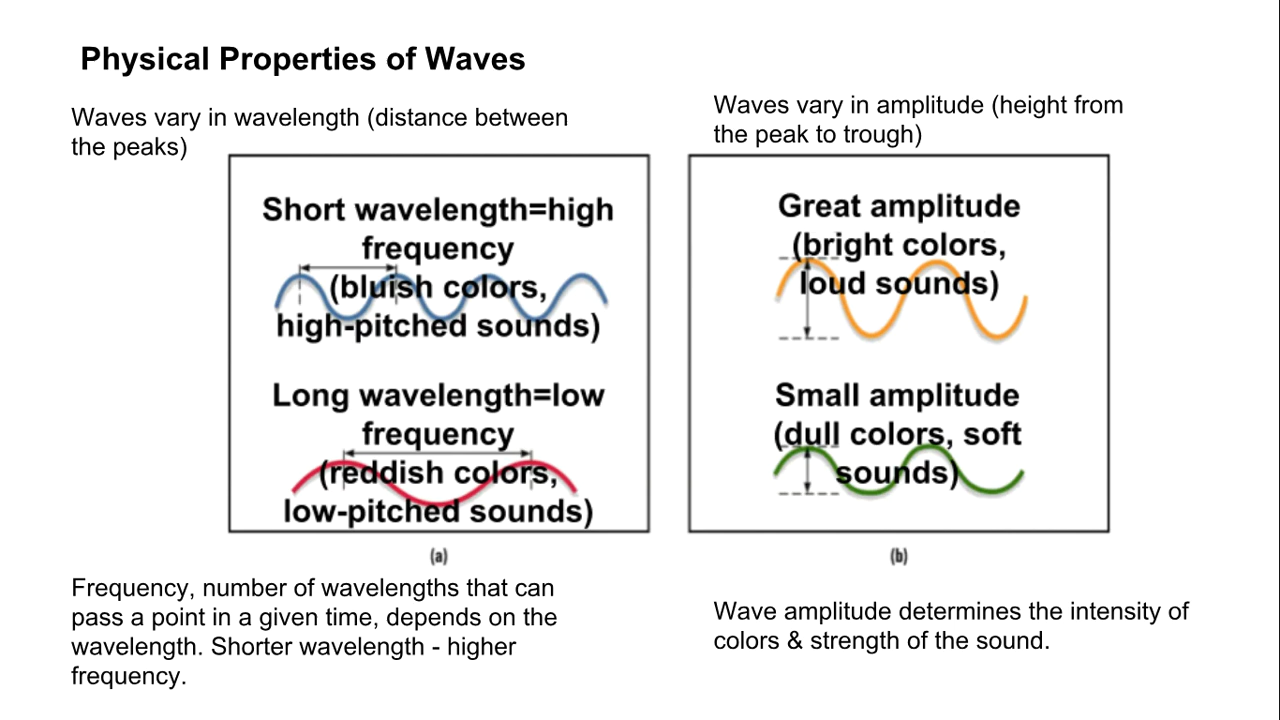 Physical Properties of Waves
Waves vary in wavelength (distance between
the peaks)
Waves vary in amplitude (height from
the peak to trough)
Short wavelength=high
frequency
(bluish colors,
high-pitched sounds)
Long wavelength=low
frequency
(reddish colors,
low-pitched sounds)
(a)
Great amplitude
(bright colors,
loud sounds)
Small amplitude
(dull colors, soft
sounds)
(b)
Frequency, number of wavelengths that can
pass a point in a given time, depends on the
wavelength. Shorter wavelength - higher
frequency.
Wave amplitude determines the intensity of
colors & strength of the sound.